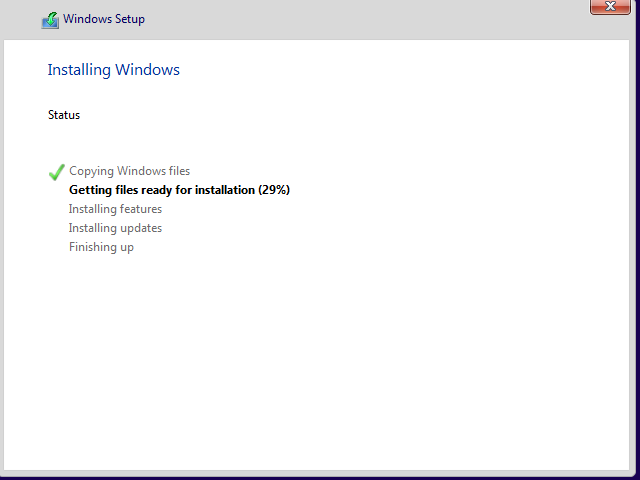 Windows Setup
Installing Windows
Status
Copying Windows files
Getting files ready for installation (29%)
Installing features
Installing updates
Finishing up